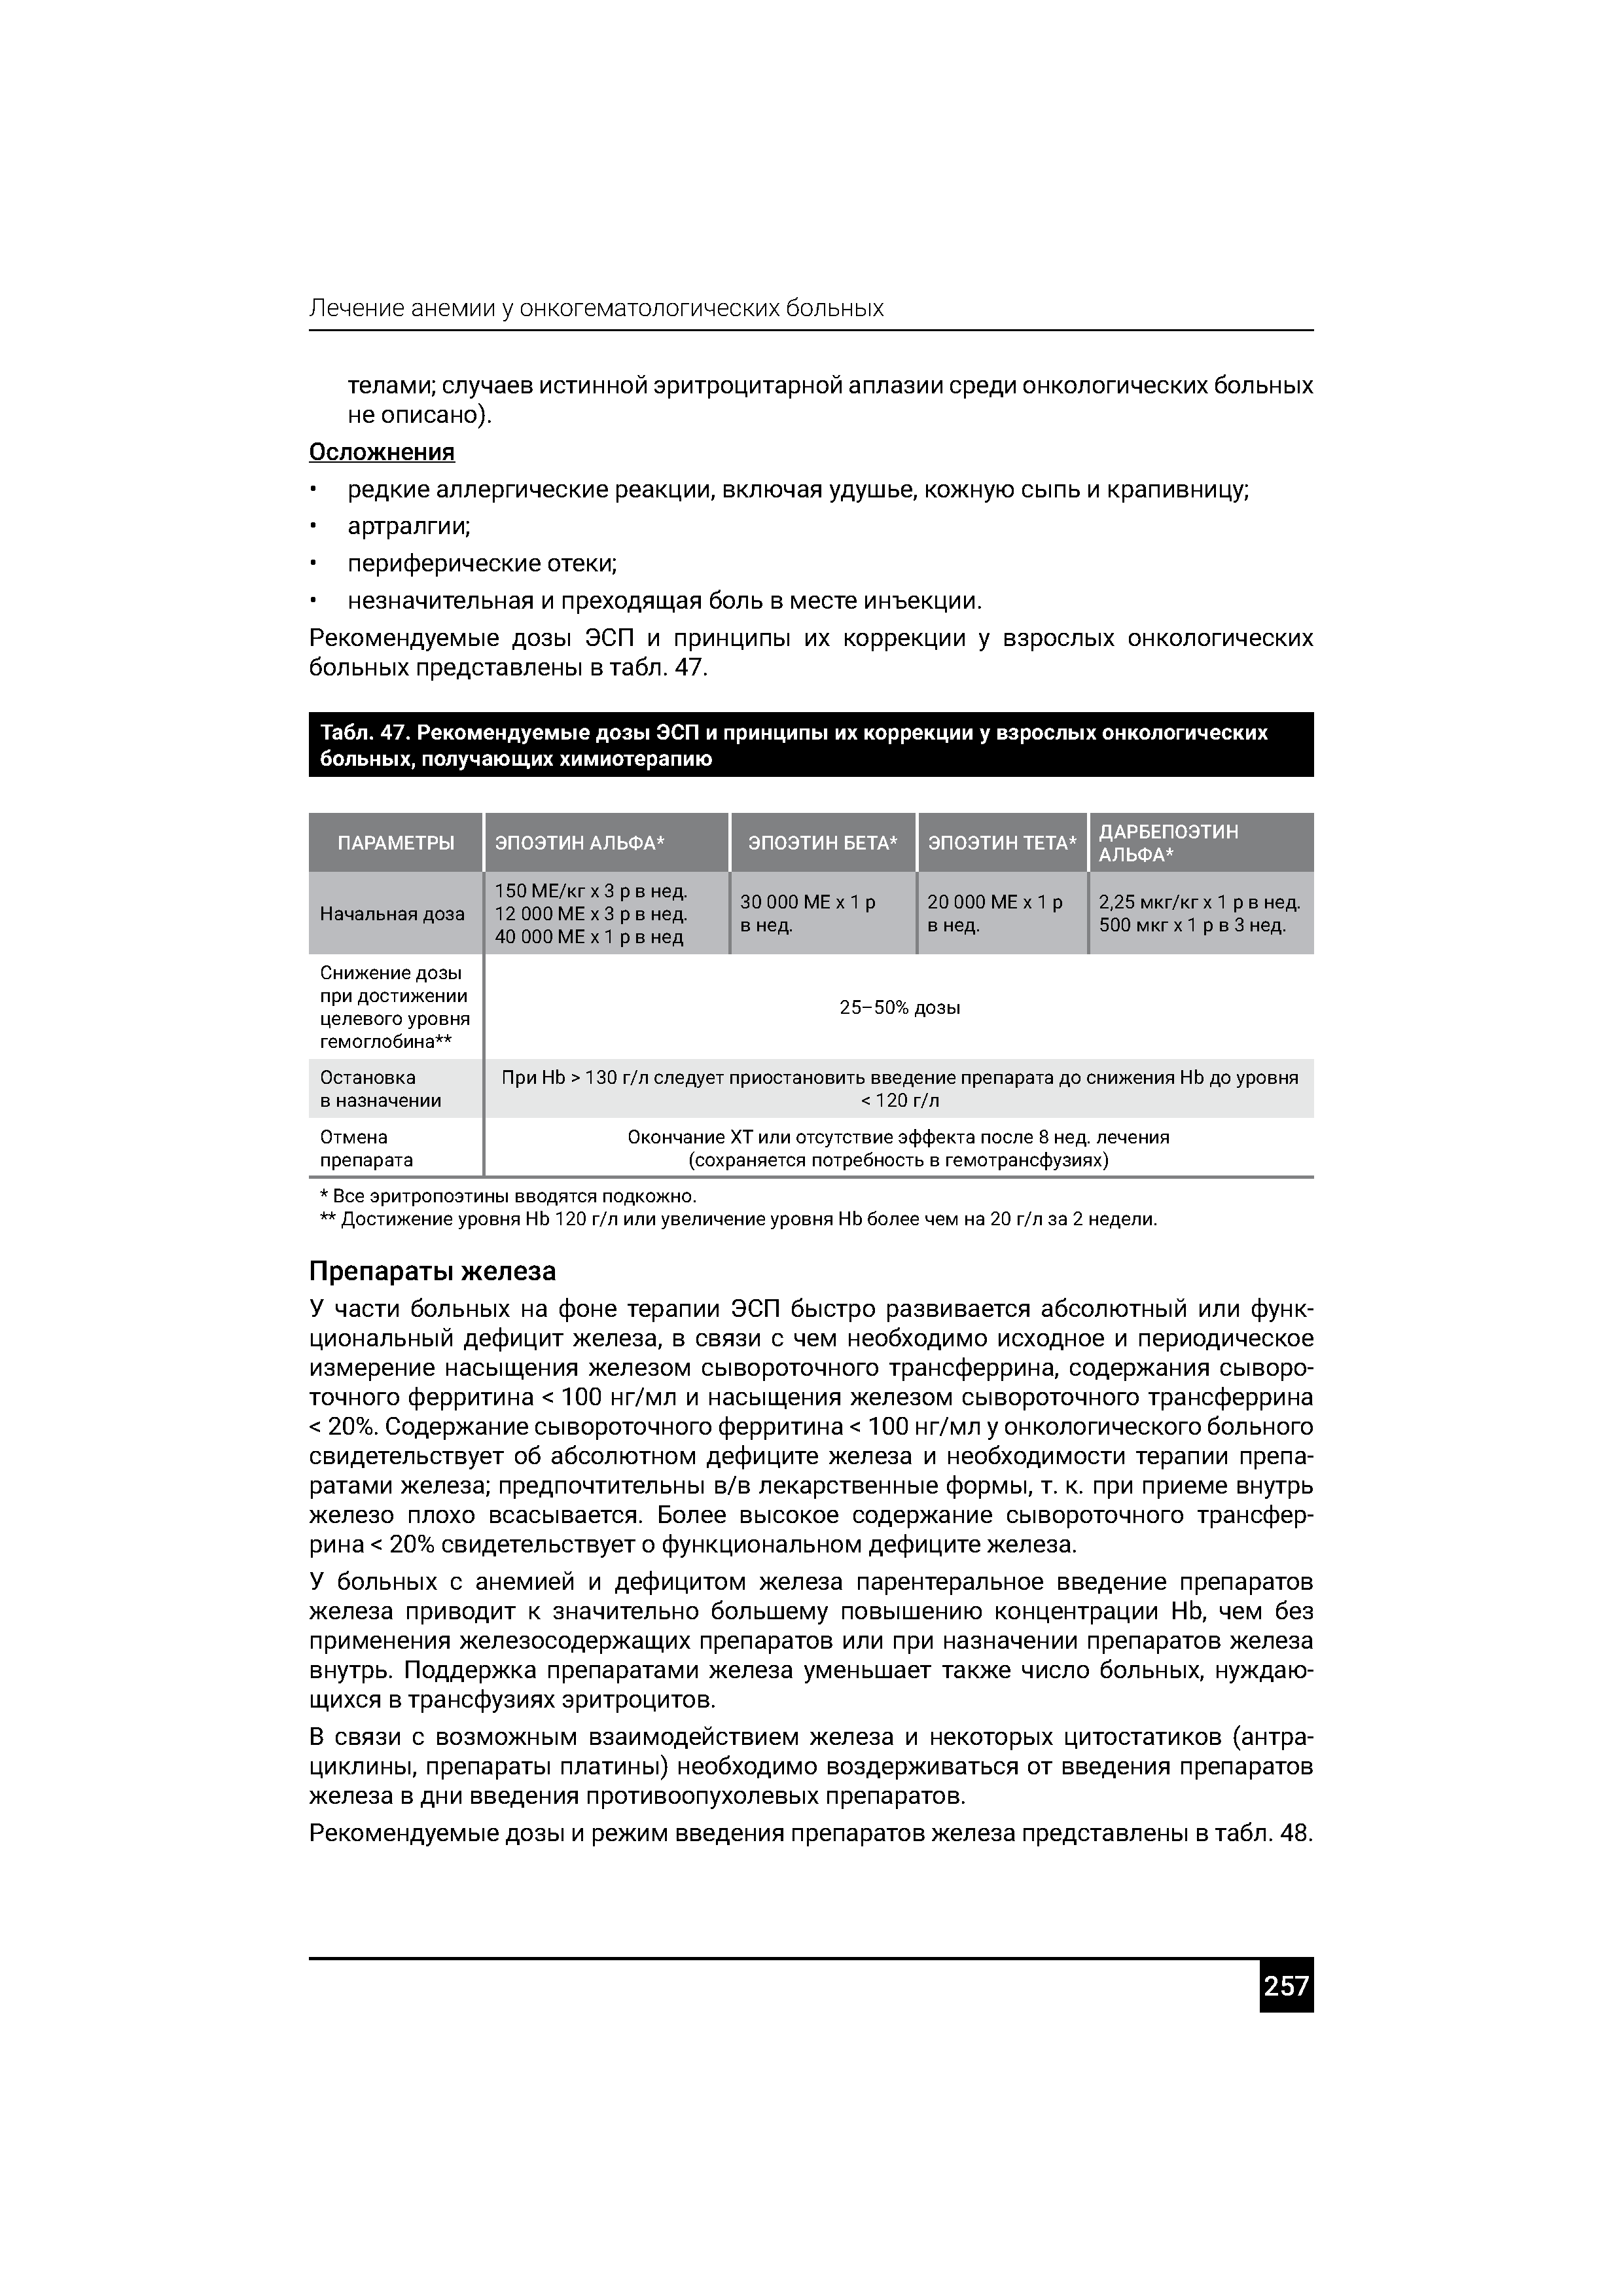 Лечение анемии у онкогематологических больных
телами; случаев истинной эритроцитарной аплазии среди онкологических больных
не описано).
Осложнения
• редкие аллергические реакции, включая удушье, кожную сыпь и крапивницу;
• артралгии;
• периферические отеки;
• незначительная и преходящая боль в месте инъекции.
Рекомендуемые дозы ЭСП и принципы их коррекции у взрослых онкологических
больных представлены в табл. 47.
Табл. 47. Рекомендуемые дозы ЭСП и принципы их коррекции у взрослых онкологических
больных, получающих химиотерапию
ПАРАМЕТРЫ ЭПОЭТИН АЛЬФА* ЭПОЭТИН БЕТА* ЭПОЭТИН ТЕТА* ДАРБЕПОЭТИН
АЛЬФА*
Начальная доза
150 МЕ/кг х 3 р в нед.
12 000 МЕ х 3 р в нед.
40 000 МЕ х 1 р в нед
30 000 МЕ х 1 р
в нед.
20 000 МЕ х 1 р
в нед.
2,25 мкг/кг х 1 р в нед.
500 мкг х 1 р в 3 нед.
Снижение дозы
при достижении
целевого уровня
гемоглобина**
25–50% дозы
Остановка
в назначении
При Hb > 130 г/л следует приостановить введение препарата до снижения Hb до уровня
< 120 г/л
Отмена
препарата
Окончание ХТ или отсутствие эффекта после 8 нед. лечения
(сохраняется потребность в гемотрансфузиях)
* Все эритропоэтины вводятся подкожно.
** Достижение уровня Hb 120 г/л или увеличение уровня Hb более чем на 20 г/л за 2 недели.
Препараты железа
У части больных на фоне терапии ЭСП быстро развивается абсолютный или функ-
циональный дефицит железа, в связи с чем необходимо исходное и периодическое
измерение насыщения железом сывороточного трансферрина, содержания сыворо-
точного ферритина < 100 нг/мл и насыщения железом сывороточного трансферрина
< 20%. Содержание сывороточного ферритина < 100 нг/мл у онкологического больного
свидетельствует об абсолютном дефиците железа и необходимости терапии препа-
ратами железа; предпочтительны в/в лекарственные формы, т. к. при приеме внутрь
железо плохо всасывается. Более высокое содержание сывороточного трансфер-
рина < 20% свидетельствует о функциональном дефиците железа.
У больных с анемией и дефицитом железа парентеральное введение препаратов
железа приводит к значительно большему повышению концентрации Hb, чем без
применения железосодержащих препаратов или при назначении препаратов железа
внутрь. Поддержка препаратами железа уменьшает также число больных, нуждаю-
щихся в трансфузиях эритроцитов.
В связи с возможным взаимодействием железа и некоторых цитостатиков (антра-
циклины, препараты платины) необходимо воздерживаться от введения препаратов
железа в дни введения противоопухолевых препаратов.
Рекомендуемые дозы и режим введения препаратов железа представлены в табл. 48.
257